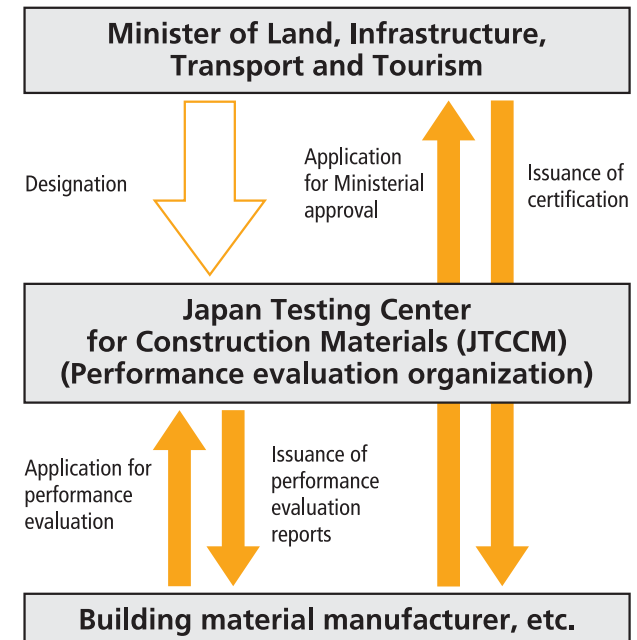 Minister of Land, Infrastructure,
Transport and Tourism
Designation
Application
for Ministerial
approval
Issuance of
certification
Japan Testing Center
for Construction Materials (JTCCM)
(Performance evaluation organization)
Application for
performance
evaluation
Issuance of
performance
evaluation
reports
Building material manufacturer, etc.